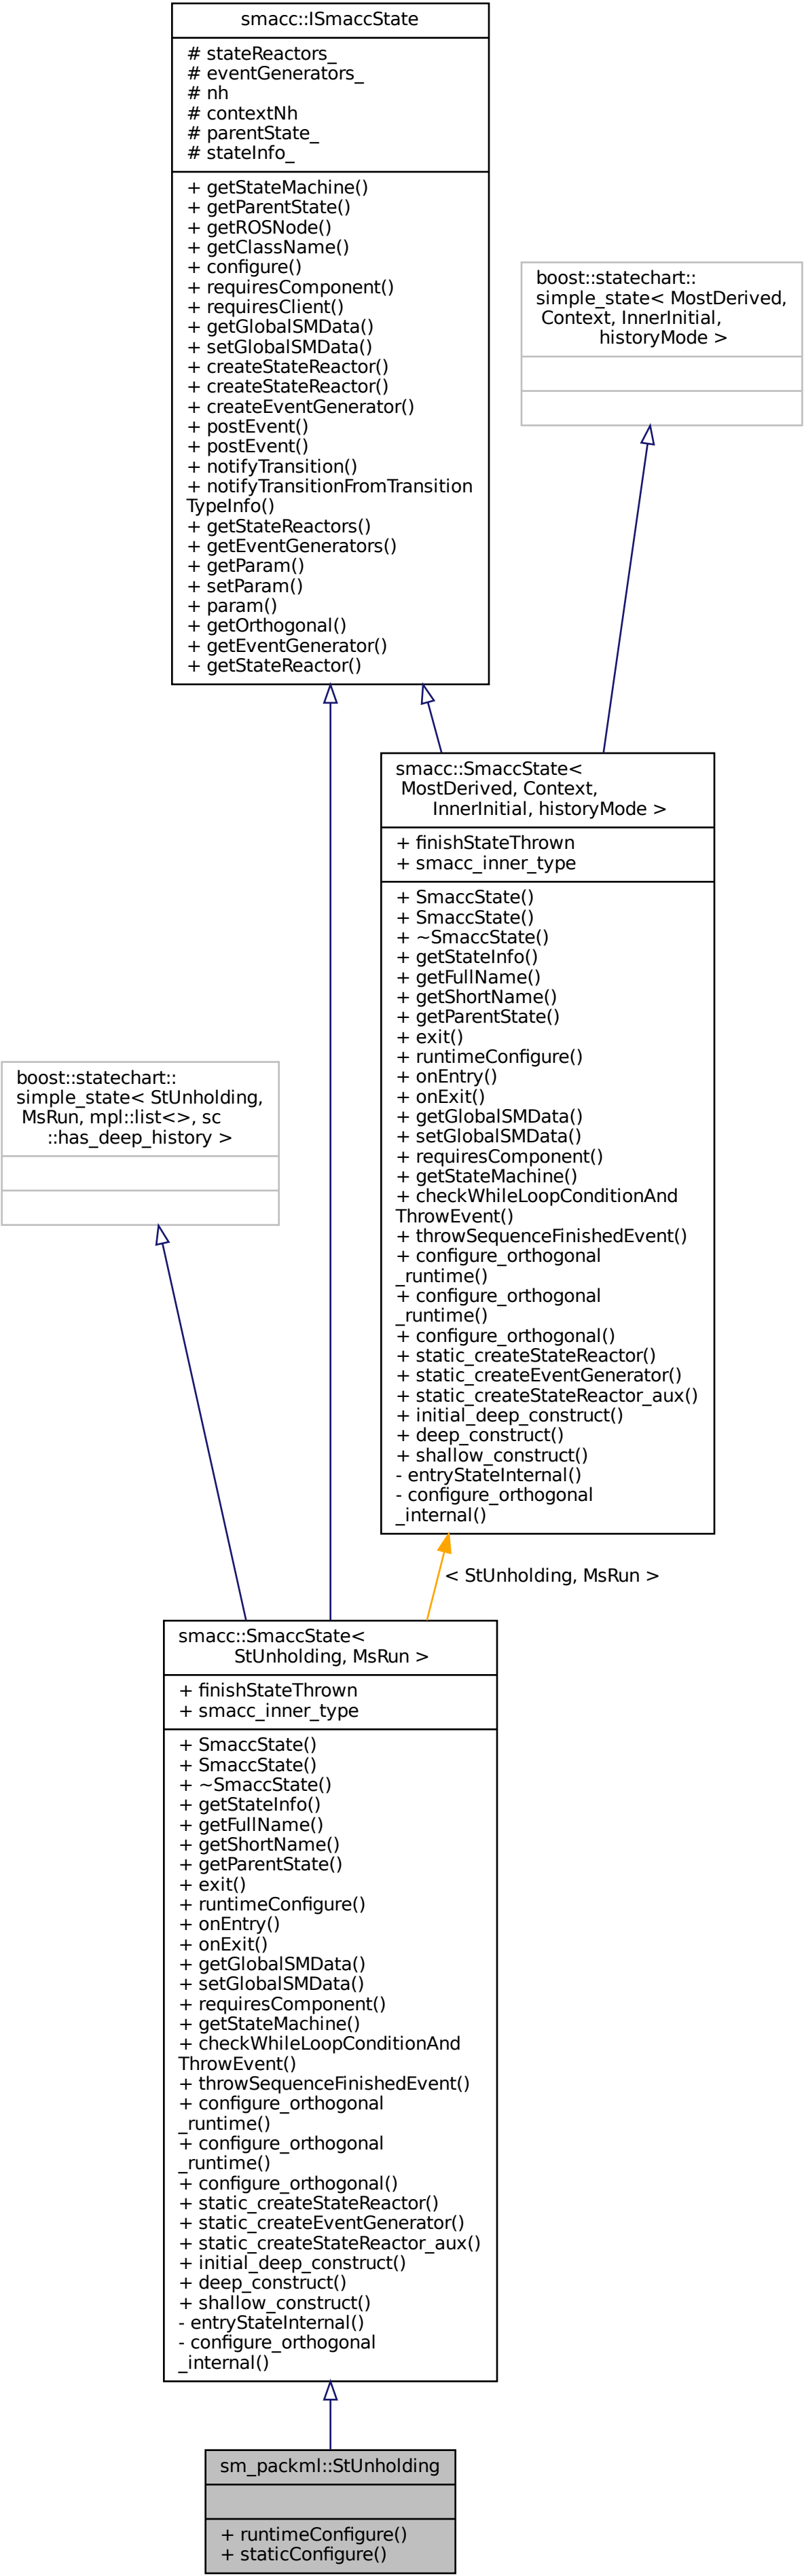 smacc::ISmaccState
# stateReactors_
# eventGenerators_
# nh
# contextNh
# parentState_
# stateInfo_
+ getStateMachine()
+ getParentState()
+ getROSNode()
+ getClassName()
+ configure()
+ requiresComponent()
+ requiresClient()
+ getGlobalSMData()
+ setGlobalSMData()
+ createStateReactor()
+ createStateReactor()
+ createEventGenerator()
+ postEvent()
+ postEvent()
+ notifyTransition()
+ notifyTransitionFromTransition
TypeInfo()
+ getStateReactors()
+ getEventGenerators()
+ getParam()
+ setParam()
+ param()
+ getOrthogonal()
+ getEventGenerator()
+ getStateReactor()
boost::statechart::
simple_state< MostDerived,
Context, InnerInitial,
historyMode >
smacc::SmaccState<
MostDerived, Context,
InnerInitial, historyMode >
+ finishStateThrown
+ smacc_inner_type
+ SmaccState()
+ SmaccState()
+ ~SmaccState()
+ getStateInfo()
+ getFullName()
+ getShortName()
+ getParentState()
+ exit()
+ runtimeConfigure()
+ onEntry()
+ onExit()
+ getGlobalSMData()
+ setGlobalSMData()
+ requiresComponent()
+ getStateMachine()
+ checkWhileLoopConditionAnd
ThrowEvent()
+ throwSequenceFinishedEvent()
+ configure_orthogonal
_runtime()
+ configure_orthogonal
_runtime()
+ configure_orthogonal()
+ static_createStateReactor()
+ static_createEventGenerator()
+ static_createStateReactor_aux()
+ initial_deep_construct()
+ deep_construct()
+ shallow_construct()
- entryStateInternal()
- configure_orthogonal
_internal()
boost::statechart::
simple_state< StUnholding,
MsRun, mpl::list<>, sc
::has_deep_history >
< StUnholding, MsRun >
smacc::SmaccState<
StUnholding, MsRun >
+ finishStateThrown
+ smacc_inner_type
+ SmaccState()
+ SmaccState()
+ ~SmaccState()
+ getStateInfo()
+ getFullName()
+ getShortName()
+ getParentState()
+ exit()
+ runtimeConfigure()
+ onEntry()
+ onExit()
+ getGlobalSMData()
+ setGlobalSMData()
+ requiresComponent()
+ getStateMachine()
+ checkWhileLoopConditionAnd
ThrowEvent()
+ throwSequenceFinishedEvent()
+ configure_orthogonal
_runtime()
+ configure_orthogonal
_runtime()
+ configure_orthogonal()
+ static_createStateReactor()
+ static_createEventGenerator()
+ static_createStateReactor_aux()
+ initial_deep_construct()
+ deep_construct()
+ shallow_construct()
- entryStateInternal()
- configure_orthogonal
_internal()
sm_packml::StUnholding
+ runtimeConfigure()
+ staticConfigure()